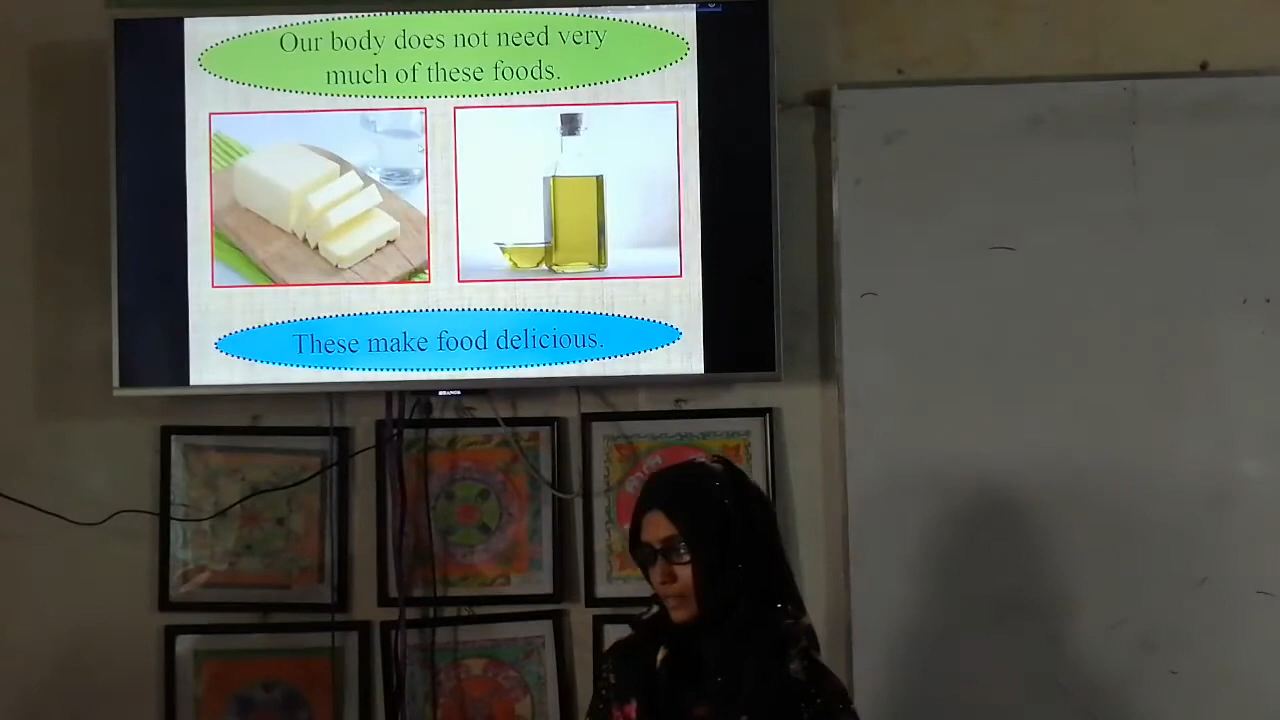 Our body does not need very
much of these foods.
These make food delicious.